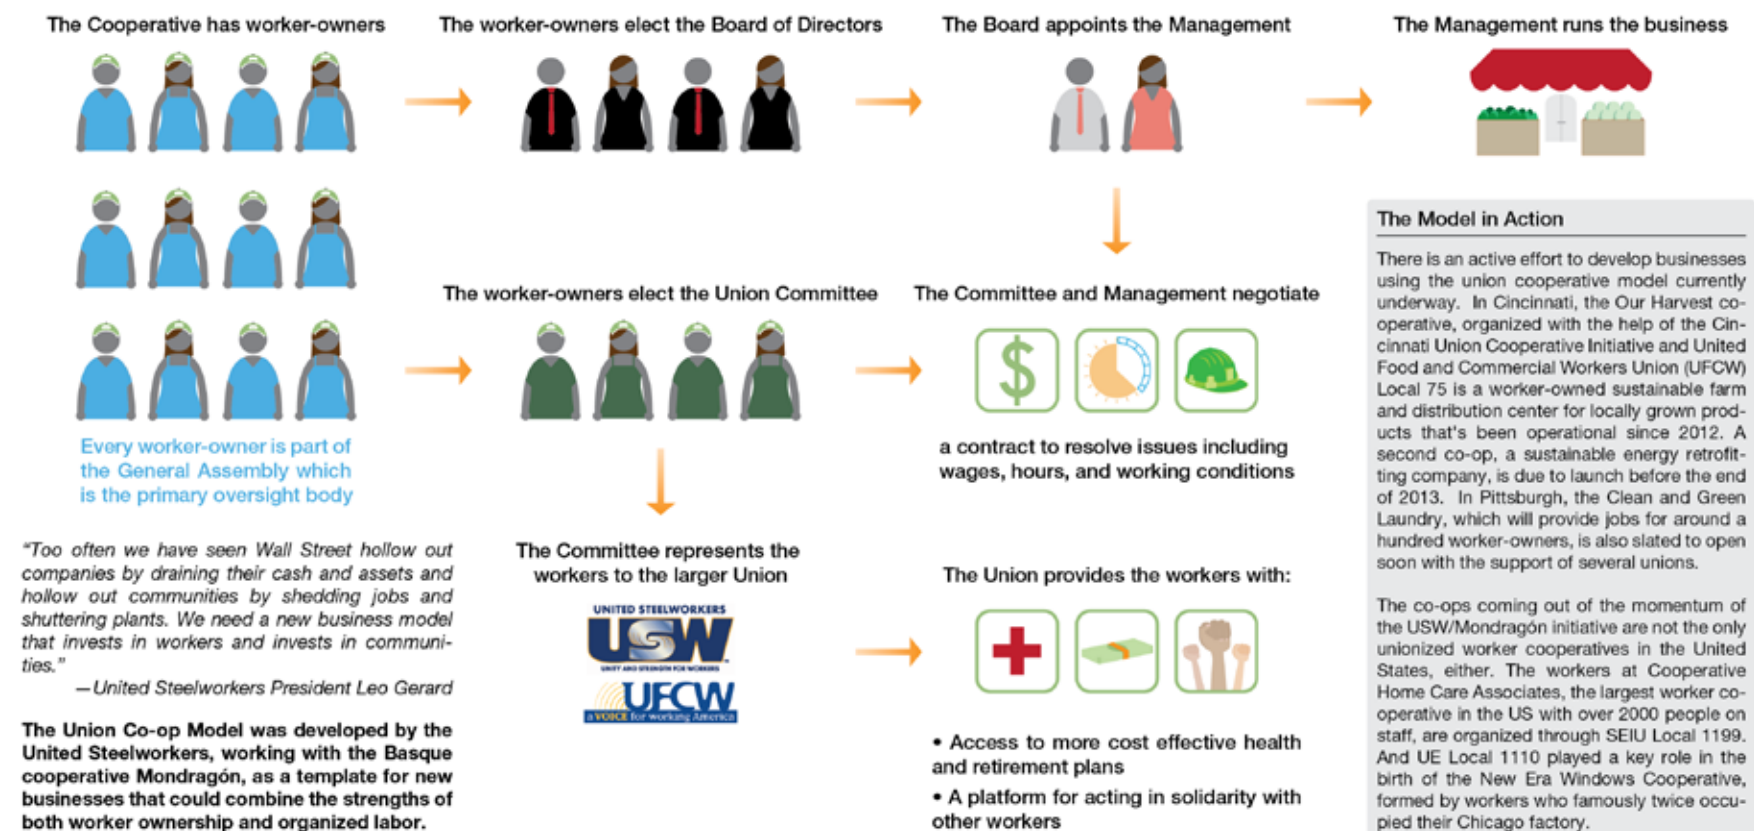 The Cooperative has worker-owners
The worker-owners elect the Board of Directors
The Board appoints the Management
The Management runs the business
Every worker-owner is part of
the General Assembly which
is the primary oversight body
The worker-owners elect the Union Committee
The Committee and Management negotiate
$
a contract to resolve issues including
wages, hours, and working conditions
The Committee represents the
workers to the larger Union
UNITED STEELWORKERS
USW
UNITY AND STRENGTH FOR WORKERS
UFCW
a VOICE for working America
The Union provides the workers with:
• Access to more cost effective health
and retirement plans
• A platform for acting in solidarity with
other workers
“Too often we have seen Wall Street hollow out
companies by draining their cash and assets and
hollow out communities by shedding jobs and
shuttering plants. We need a new business model
that invests in workers and invests in communi-
ties.”
—United Steelworkers President Leo Gerard
The Union Co-op Model was developed by the
United Steelworkers, working with the Basque
cooperative Mondragón, as a template for new
businesses that could combine the strengths of
both worker ownership and organized labor.
The Model in Action
There is an active effort to develop businesses
using the union cooperative model currently
underway. In Cincinnati, the Our Harvest co-
operative, organized with the help of the Cin-
cinnati Union Cooperative Initiative and United
Food and Commercial Workers Union (UFCW)
Local 75 is a worker-owned sustainable farm
and distribution center for locally grown prod-
ucts that's been operational since 2012. A
second co-op, a sustainable energy retrofit-
ting company, is due to launch before the end
of 2013. In Pittsburgh, the Clean and Green
Laundry, which will provide jobs for around a
hundred worker-owners, is also slated to open
soon with the support of several unions.
The co-ops coming out of the momentum of
the USW/Mondragón initiative are not the only
unionized worker cooperatives in the United
States, either. The workers at Cooperative
Home Care Associates, the largest worker co-
operative in the US with over 2000 people on
staff, are organized through SEIU Local 1199.
And UE Local 1110 played a key role in the
birth of the New Era Windows Cooperative,
formed by workers who famously twice occu-
pied their Chicago factory.